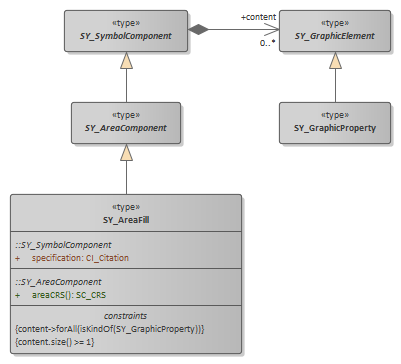 «type»
SY_SymbolComponent
+content
0..*
«type»
SY_GraphicElement
«type»
SY_AreaComponent
«type»
SY_GraphicProperty
«type»
SY_AreaFill
::SY_SymbolComponent
+ specification: CI_Citation
::SY_AreaComponent
+ areaCRS(): SC_CRS
constraints
{content->forAll(isKindOf(SY_GraphicProperty))}
{content.size() >= 1}